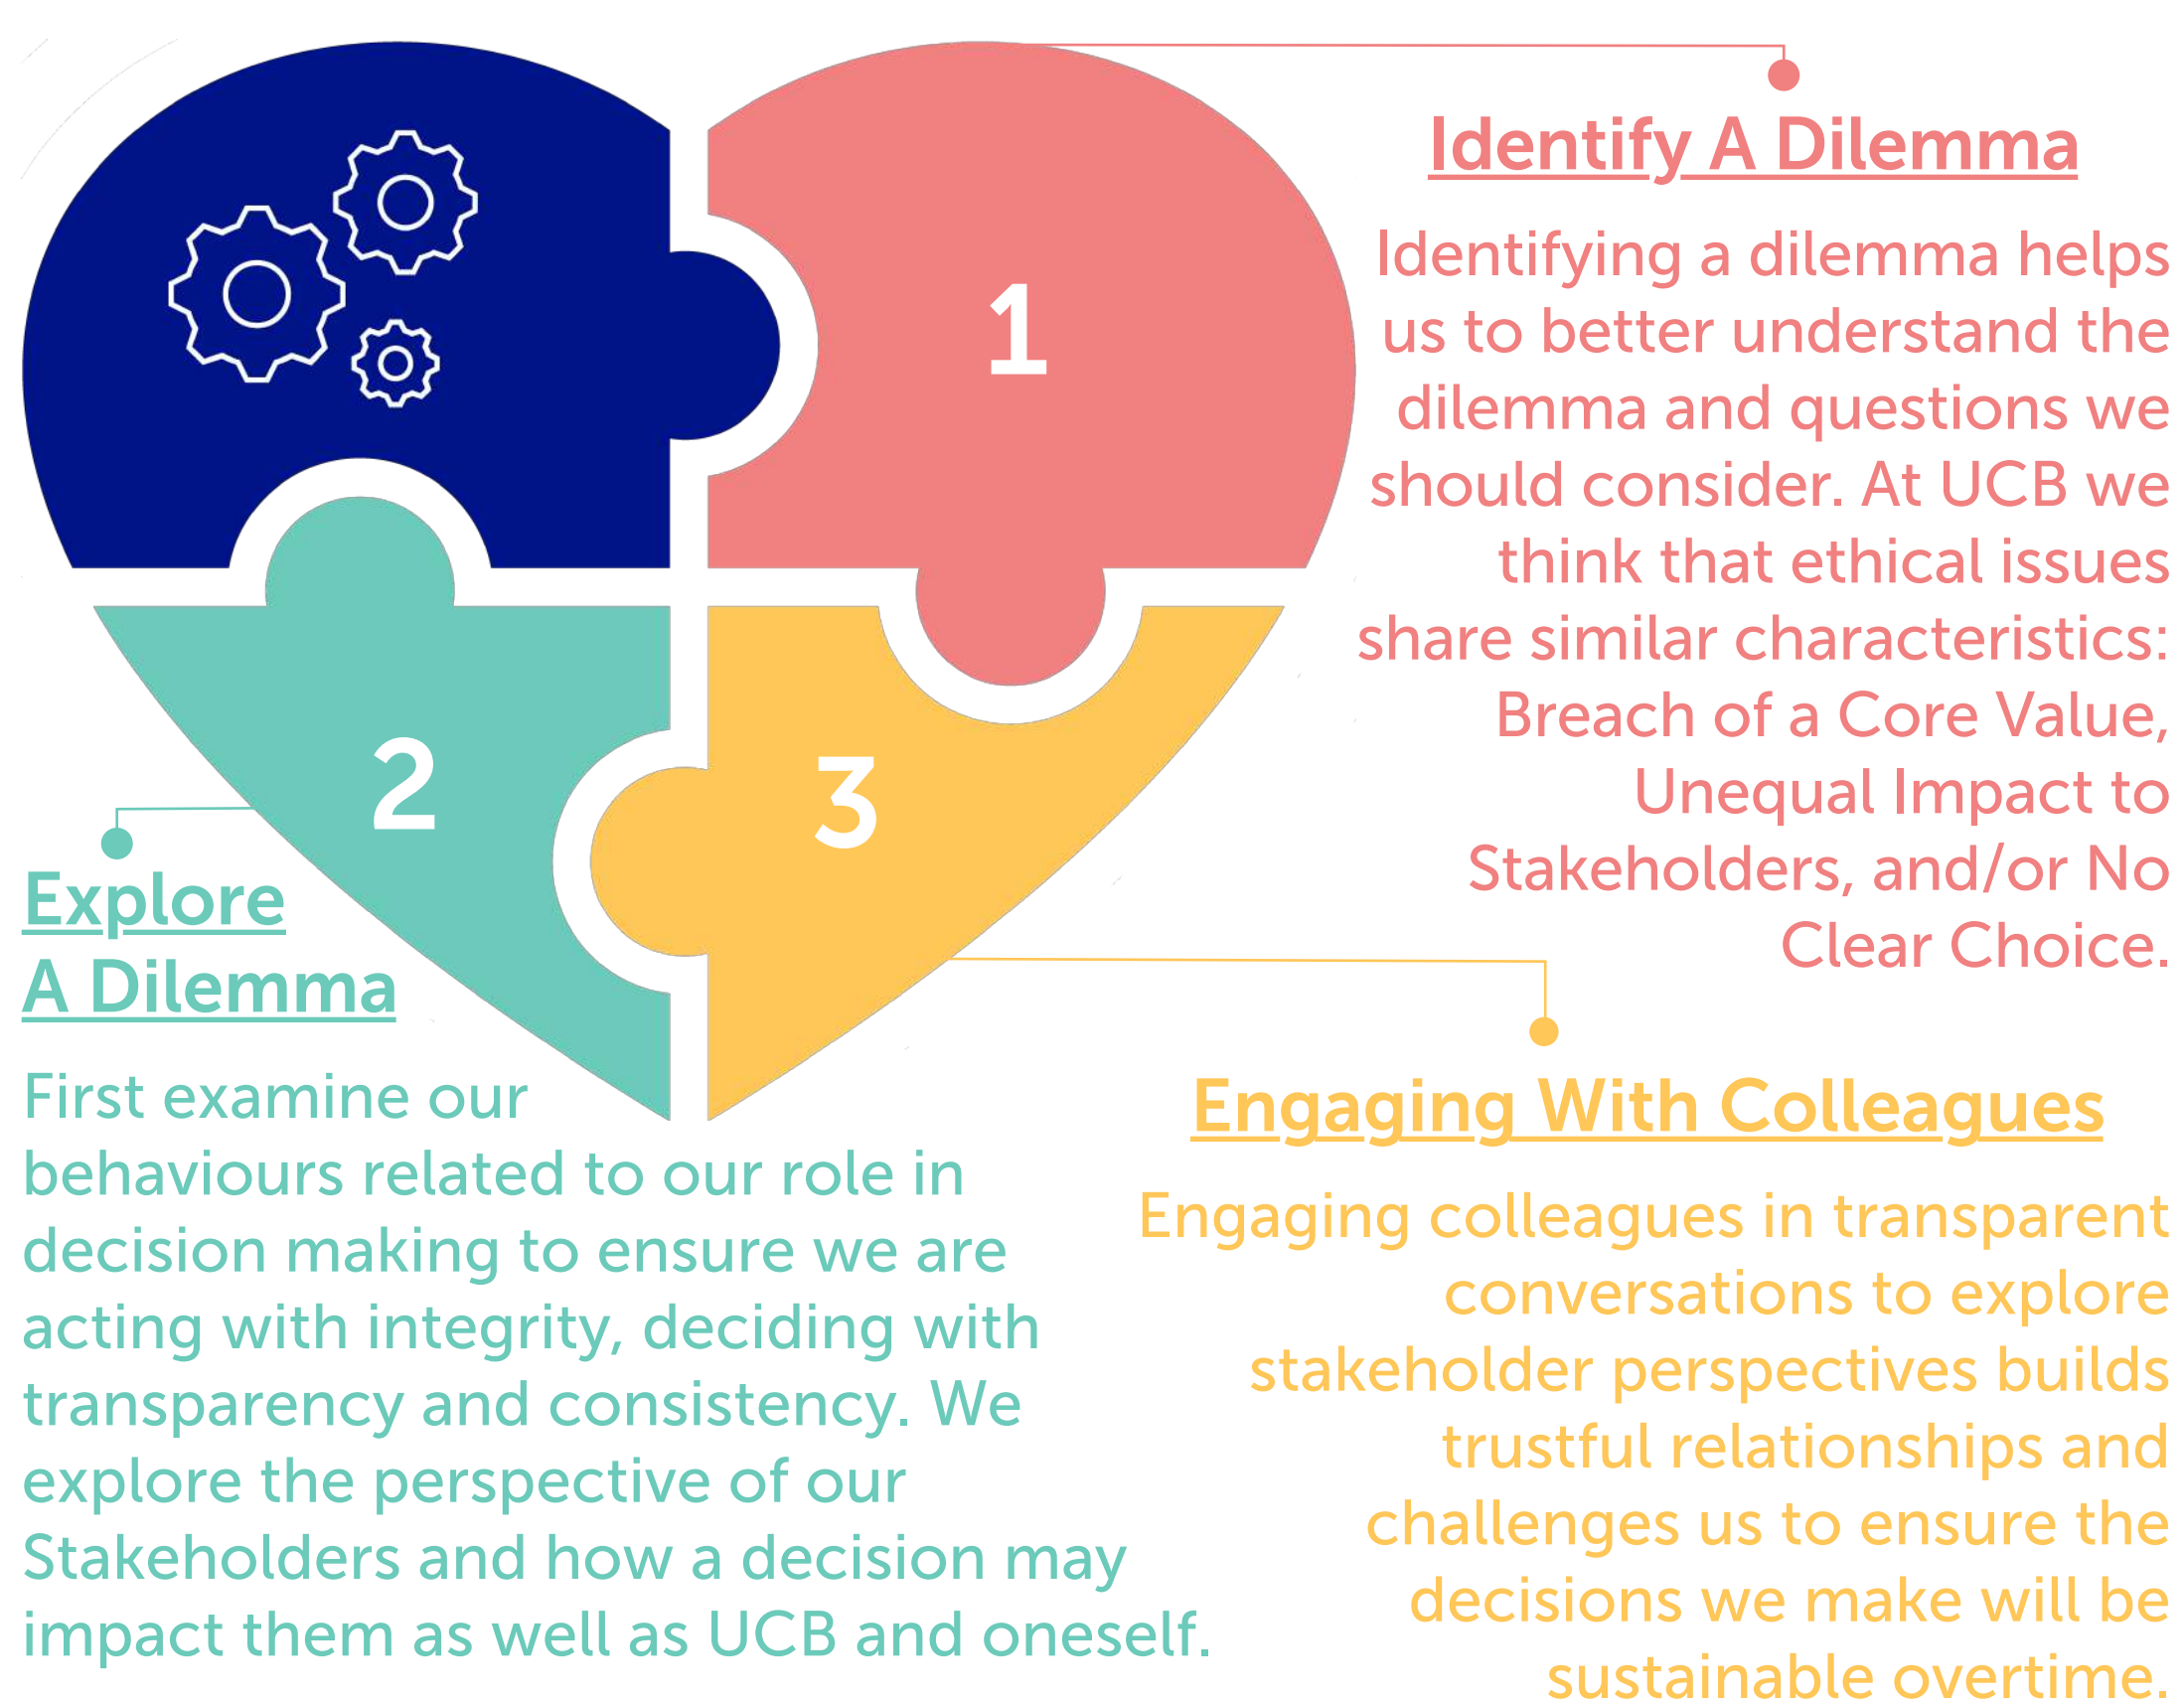 1
Identify A Dilemma
Identifying a dilemma helps
us to better understand the
dilemma and questions we
should consider. At UCB we
think that ethical issues
share similar characteristics:
Breach of a Core Value,
Unequal Impact to
Stakeholders, and/or No
Clear Choice.
2
Explore
A Dilemma
First examine our
behaviours related to our role in
decision making to ensure we are
acting with integrity, deciding with
transparency and consistency. We
explore the perspective of our
Stakeholders and how a decision may
impact them as well as UCB and oneself.
3
Engaging With Colleagues
Engaging colleagues in transparent
conversations to explore
stakeholder perspectives builds
trustful relationships and
challenges us to ensure the
decisions we make will be
sustainable overtime.